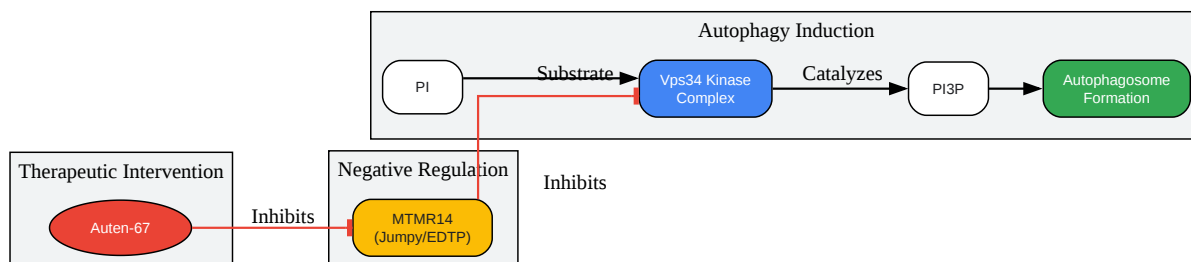 Autophagy Induction
PI
Substrate
Vps34 Kinase
Complex
Catalyzes
PI3P
Autophagosome
Formation
Therapeutic Intervention
Negative Regulation
Inhibits
Auten-67
Inhibits
MTMR14
(Jumpy/EDTP)